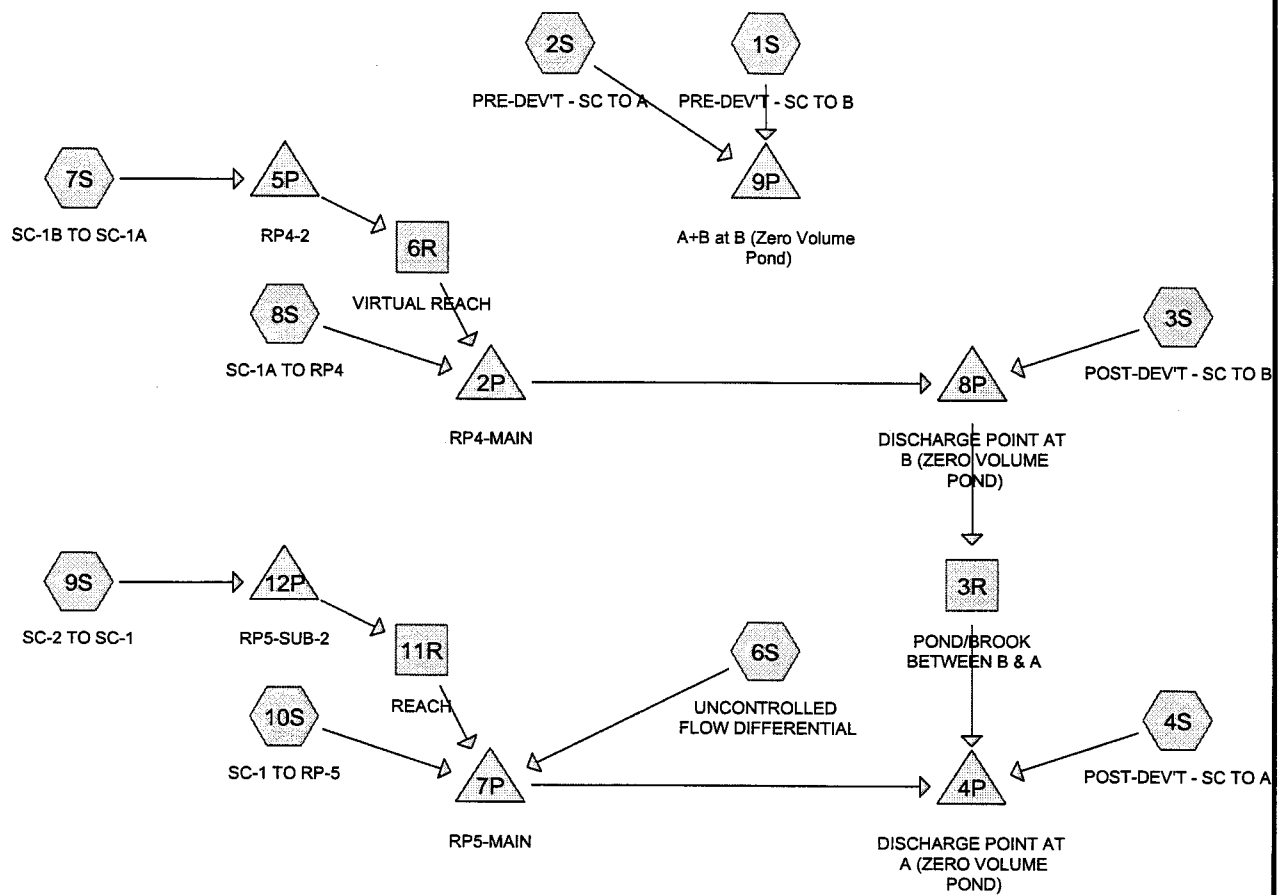 2S
1S
PRE-DEV'T - SC TO A
PRE-DEV'T - SC TO B
7S
5P
9P
SC-1B TO SC-1A
RP4-2
6R
A+B at B (Zero Volume
Pond)
VIRTUAL REACH
8S
3S
SC-1A TO RP4
2P
8P
POST-DEV'T - SC TO B
RP4-MAIN
DISCHARGE POINT AT
B (ZERO VOLUME
POND)
9S
12P
3R
SC-2 TO SC-1
RP5-SUB-2
11R
6S
POND/BROOK
BETWEEN B & A
REACH
UNCONTROLLED
FLOW DIFFERENTIAL
10S
4S
SC-1 TO RP-5
7P
4P
POST-DEV'T - SC TO A
RP5-MAIN
DISCHARGE POINT AT
A (ZERO VOLUME
POND)